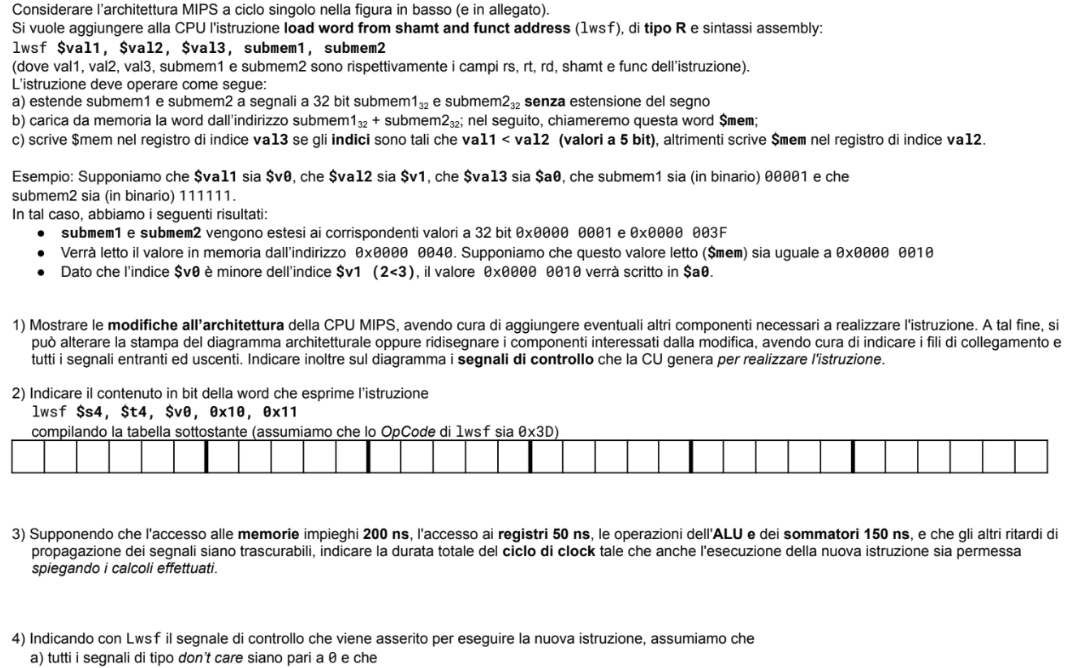 Considerare l'architettura MIPS a ciclo singolo nella figura in basso (e in allegato).
Si vuole aggiungere alla CPU l'istruzione load word from shamt and funct address (lwsf), di tipo R e sintassi assembly:
lwsf $val1, $val2, $val3, submem1, submem2
(dove val1, val2, val3, submem1 e submem2 sono rispettivamente i campi rs, rt, rd, shamt e func dell'istruzione).
L'istruzione deve operare come segue:
a) estende submem1 e submem2 a segnali a 32 bit submem1₃₂ e submem2₃₂ senza estensione del segno
b) carica da memoria la word dall'indirizzo submem1₃₂ + submem2₃₂; nel seguito, chiameremo questa word $mem;
c) scrive $mem nel registro di indice val3 se gli indici sono tali che val1 < val2 (valori a 5 bit), altrimenti scrive $mem nel registro di indice val2.
Esempio: Supponiamo che $val1 sia $v0, che $val2 sia $v1, che $val3 sia $a0, che submem1 sia (in binario) 00001 e che
submem2 sia (in binario) 111111.
In tal caso, abbiamo i seguenti risultati:
● submem1 e submem2 vengono estesi ai corrispondenti valori a 32 bit 0x0000 0001 e 0x0000 003F
● Verrà letto il valore in memoria dall'indirizzo 0x0000 0040. Supponiamo che questo valore letto ($mem) sia uguale a 0x0000 0010
● Dato che l'indice $v0 è minore dell'indice $v1 (2<3), il valore 0x0000 0010 verrà scritto in $a0.
1) Mostrare le modifiche all'architettura della CPU MIPS, avendo cura di aggiungere eventuali altri componenti necessari a realizzare l'istruzione. A tal fine, si
può alterare la stampa del diagramma architetturale oppure ridisegnare i componenti interessati dalla modifica, avendo cura di indicare i fili di collegamento e
tutti i segnali entranti ed uscenti. Indicare inoltre sul diagramma i segnali di controllo che la CU genera per realizzare l'istruzione.
2) Indicare il contenuto in bit della word che esprime l'istruzione
lwsf $s4, $t4, $v0, 0x10, 0x11
compilando la tabella sottostante (assumiamo che lo OpCode di lwsf sia 0x3D)
3) Supponendo che l'accesso alle memorie impieghi 200 ns, l'accesso ai registri 50 ns, le operazioni dell'ALU e dei sommatori 150 ns, e che gli altri ritardi di
propagazione dei segnali siano trascurabili, indicare la durata totale del ciclo di clock tale che anche l'esecuzione della nuova istruzione sia permessa
spiegando i calcoli effettuati.
4) Indicando con Lwsf il segnale di controllo che viene asserito per eseguire la nuova istruzione, assumiamo che
a) tutti i segnali di tipo don't care siano pari a 0 e che